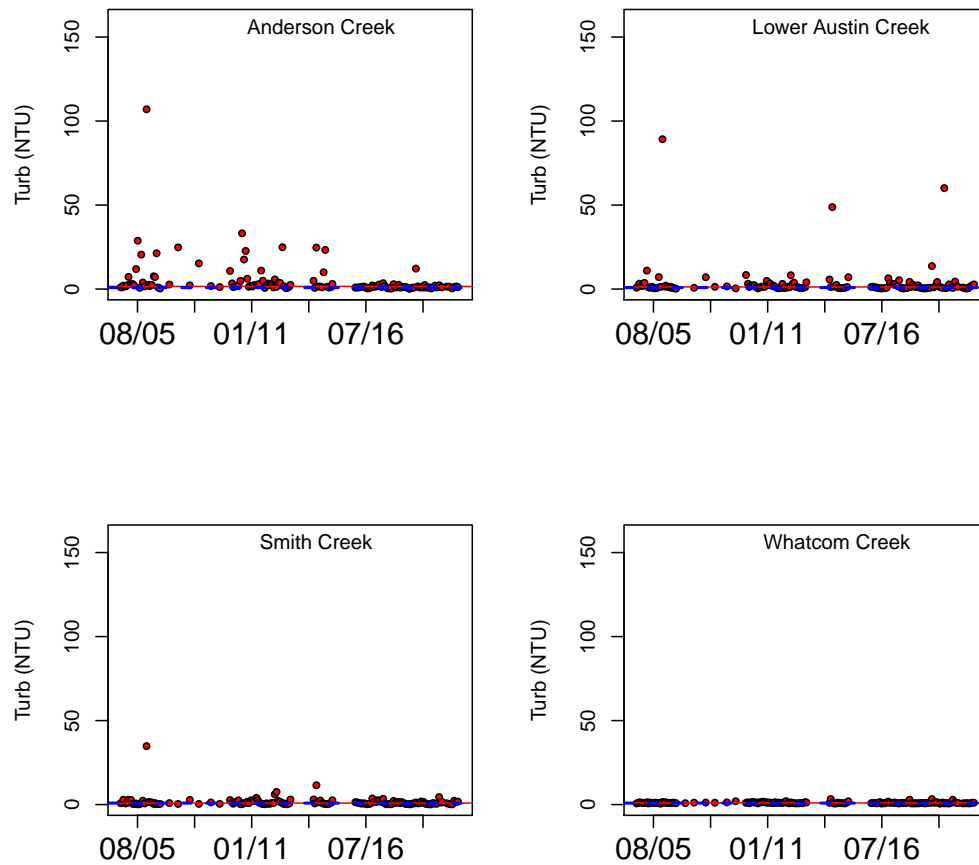 Anderson Creek
Turb (NTU)
150
100
50
0
08/05 01/11 07/16
Lower Austin Creek
Turb (NTU)
150
100
50
0
08/05 01/11 07/16
Smith Creek
Turb (NTU)
150
100
50
0
08/05 01/11 07/16
Whatcom Creek
Turb (NTU)
150
100
50
0
08/05 01/11 07/16